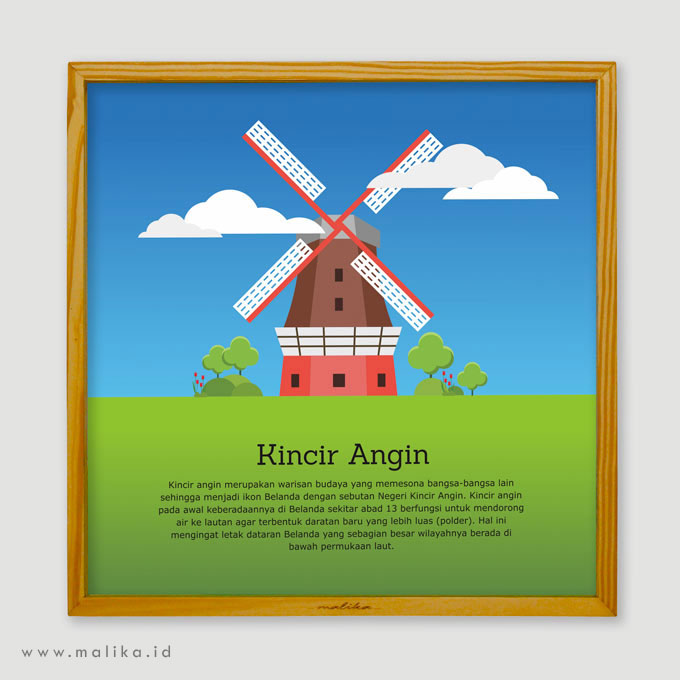 Kincir Angin
Kincir angin merupakan warisan budaya yang memesona bangsa-bangsa lain
sehingga menjadi ikon Belanda dengan sebutan Negeri Kincir Angin. Kincir angin
pada awal keberadaannya di Belanda sekitar abad 13 berfungsi untuk mendorong
air ke lautan agar terbentuk daratan baru yang lebih luas (polder). Hal ini
mengingat letak dataran Belanda yang sebagian besar wilayahnya berada di
bawah permukaan laut.
malika
www.malika.id